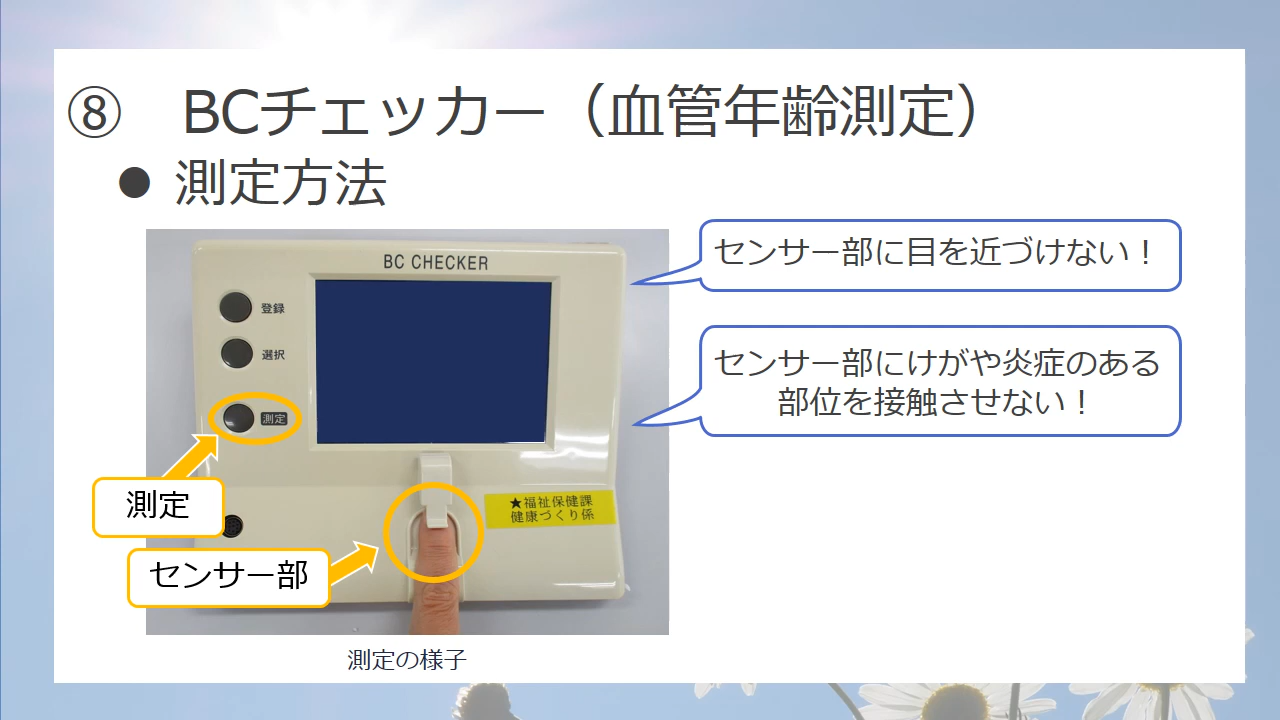 ⑧ BCチェッカー（血管年齢測定）
● 測定方法
センサー部に目を近づけない！
センサー部にけがや炎症のある
部位を接触させない！
BC CHECKER
登録
選択
測定
測定
★福祉保健課
健康づくり係
センサー部
測定の様子